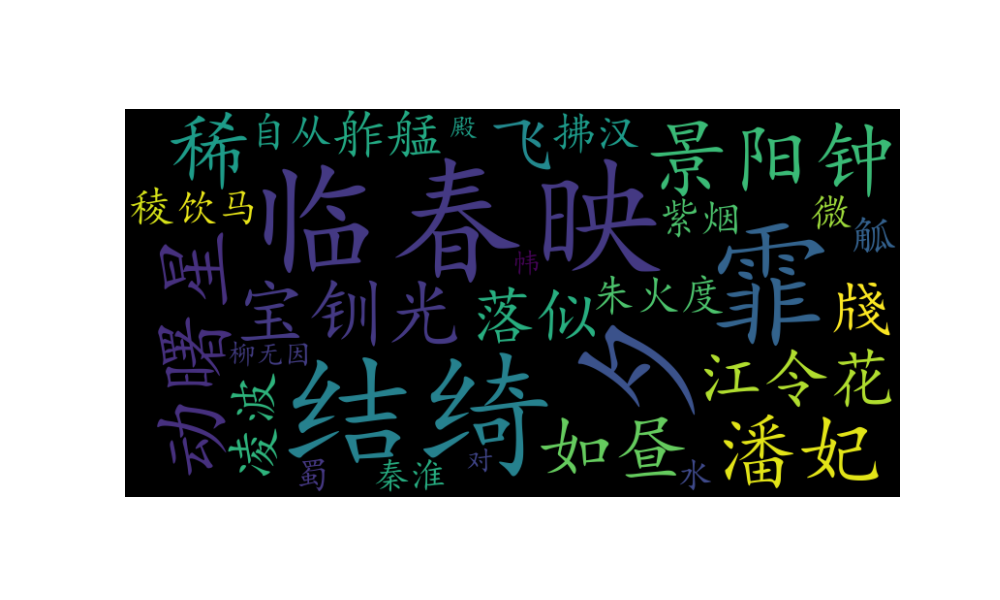 稀
自从
舴艋
殿
飞
拂汉
景阳钟
稜
饮马
临春映
紫烟
微
觚
星
帏
霏
宝钏光
落似
朱火度
牋
曙
柳无因
夕
动
凌波
结绮
江令花
如昼
潘妃
蜀
秦淮
对
水